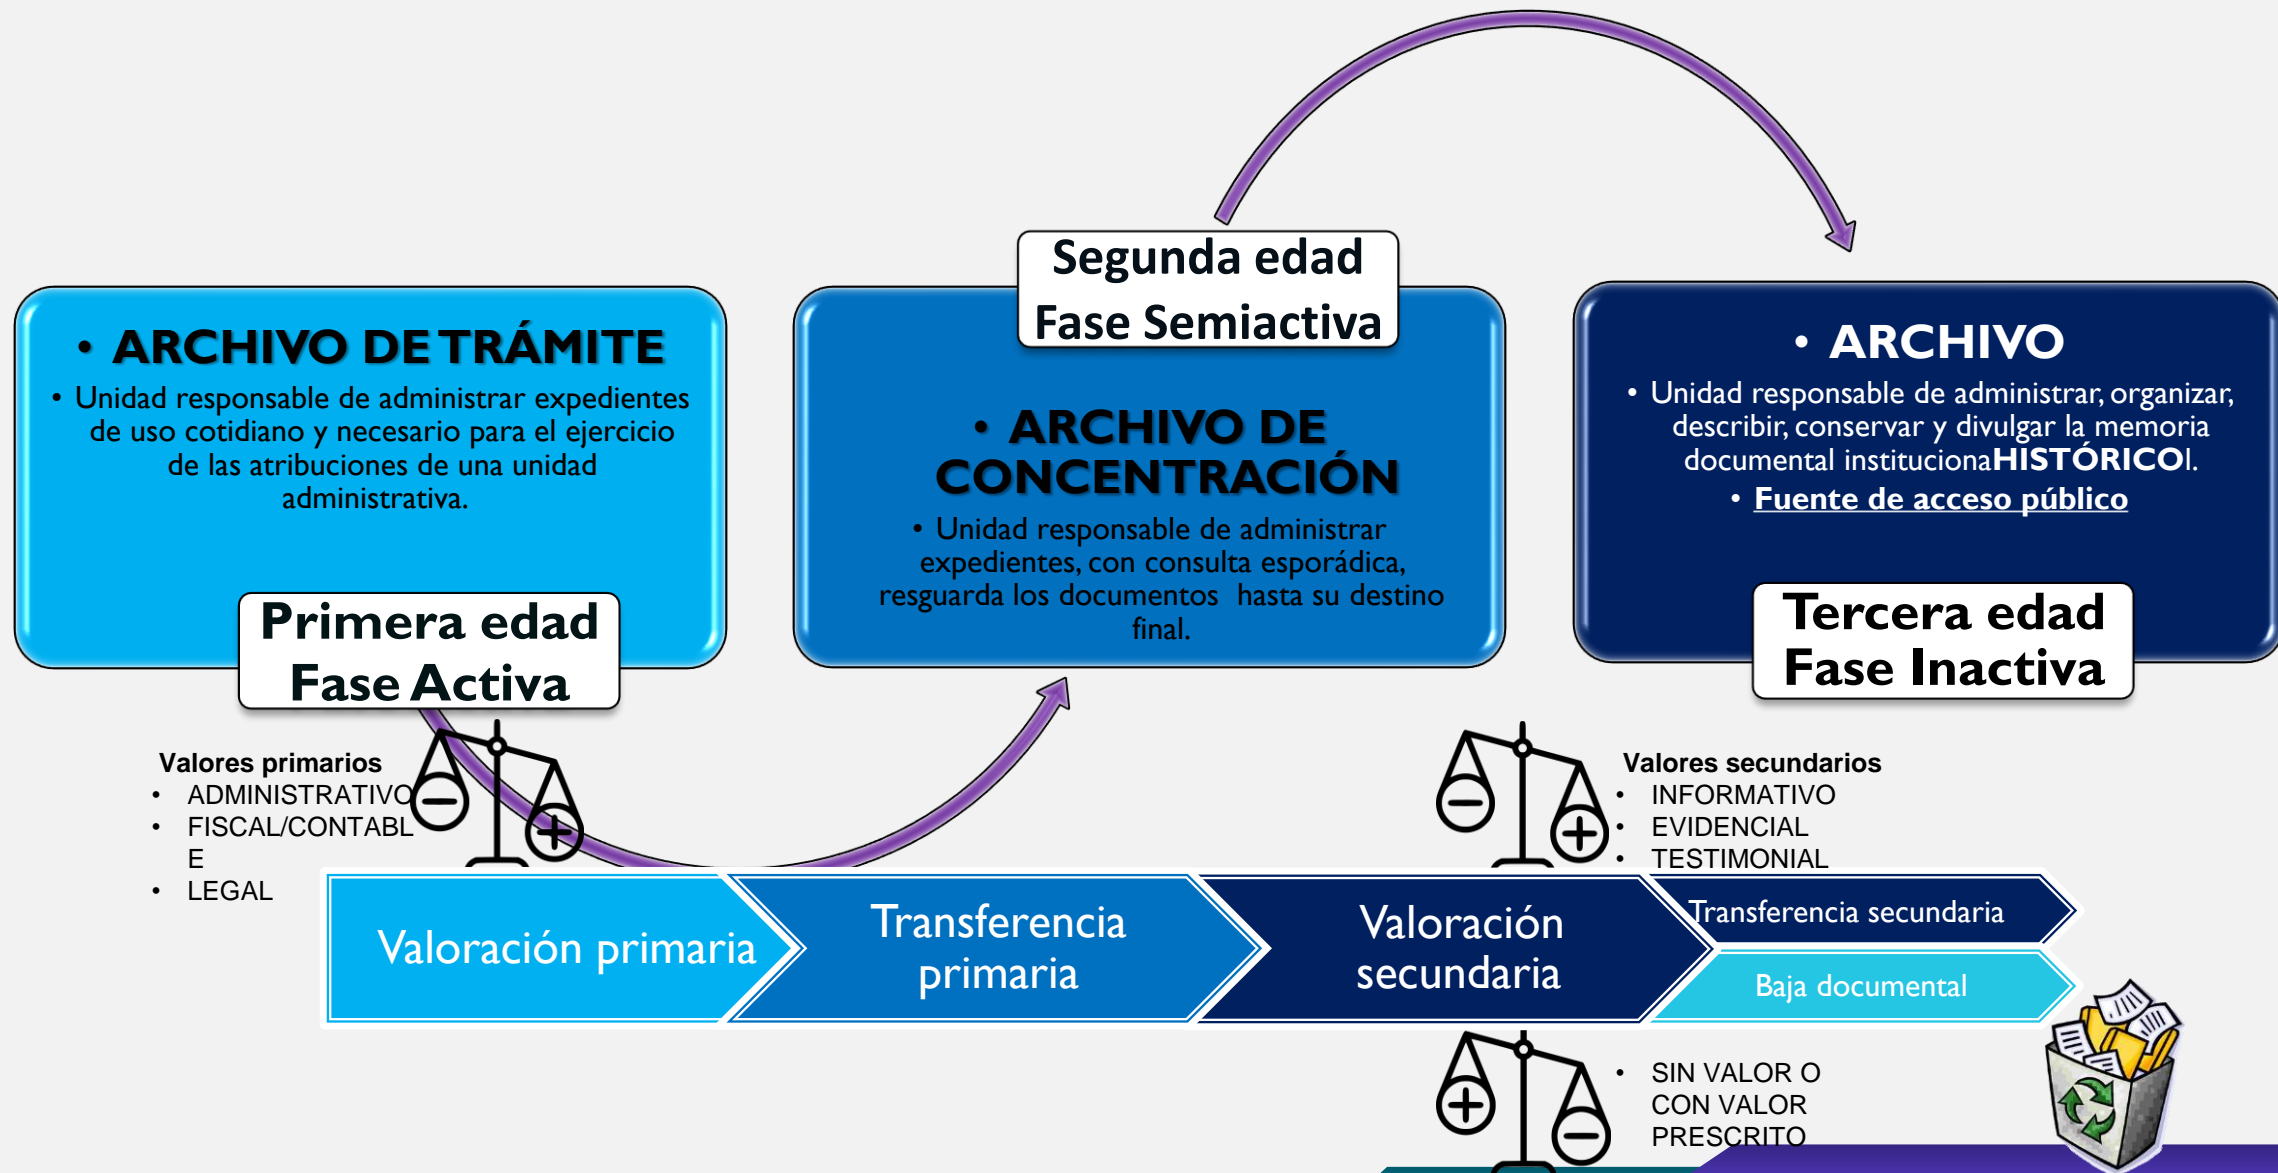 • ARCHIVO DE TRÁMITE
• Unidad responsable de administrar expedientes
de uso cotidiano y necesario para el ejercicio
de las atribuciones de una unidad
administrativa.
Primera edad
Fase Activa
Segunda edad
Fase Semiactiva
• ARCHIVO DE
CONCENTRACIÓN
• Unidad responsable de administrar
expedientes, con consulta esporádica,
resguarda los documentos hasta su destino
final.
• ARCHIVO
• Unidad responsable de administrar, organizar,
describir, conservar y divulgar la memoria
documental institucionaHISTÓRICOl.
• Fuente de acceso público
Tercera edad
Fase Inactiva
Valores primarios
• ADMINISTRATIVO
• FISCAL/CONTABL
E
• LEGAL
Valores secundarios
• INFORMATIVO
• EVIDENCIAL
• TESTIMONIAL
Valoración primaria
Transferencia
primaria
Valoración
secundaria
Transferencia secundaria
Baja documental
• SIN VALOR O
CON VALOR
PRESCRITO